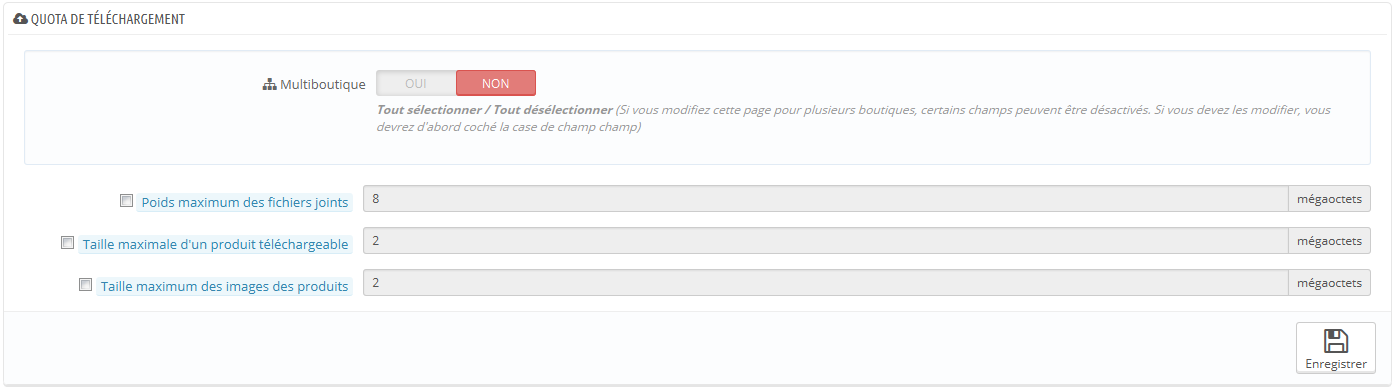 QUOTA DE TÉLÉCHARGEMENT
Multiboutique
OUI
NON
Tout sélectionner / Tout désélectionner (Si vous modifiez cette page pour plusieurs boutiques, certains champs peuvent être désactivés. Si vous devez les modifier, vous
devrez d'abord coché la case de champ champ)
Poids maximum des fichiers joints
8
mégaoctets
Taille maximale d'un produit téléchargeable
2
mégaoctets
Taille maximum des images des produits
2
mégaoctets
Enregistrer